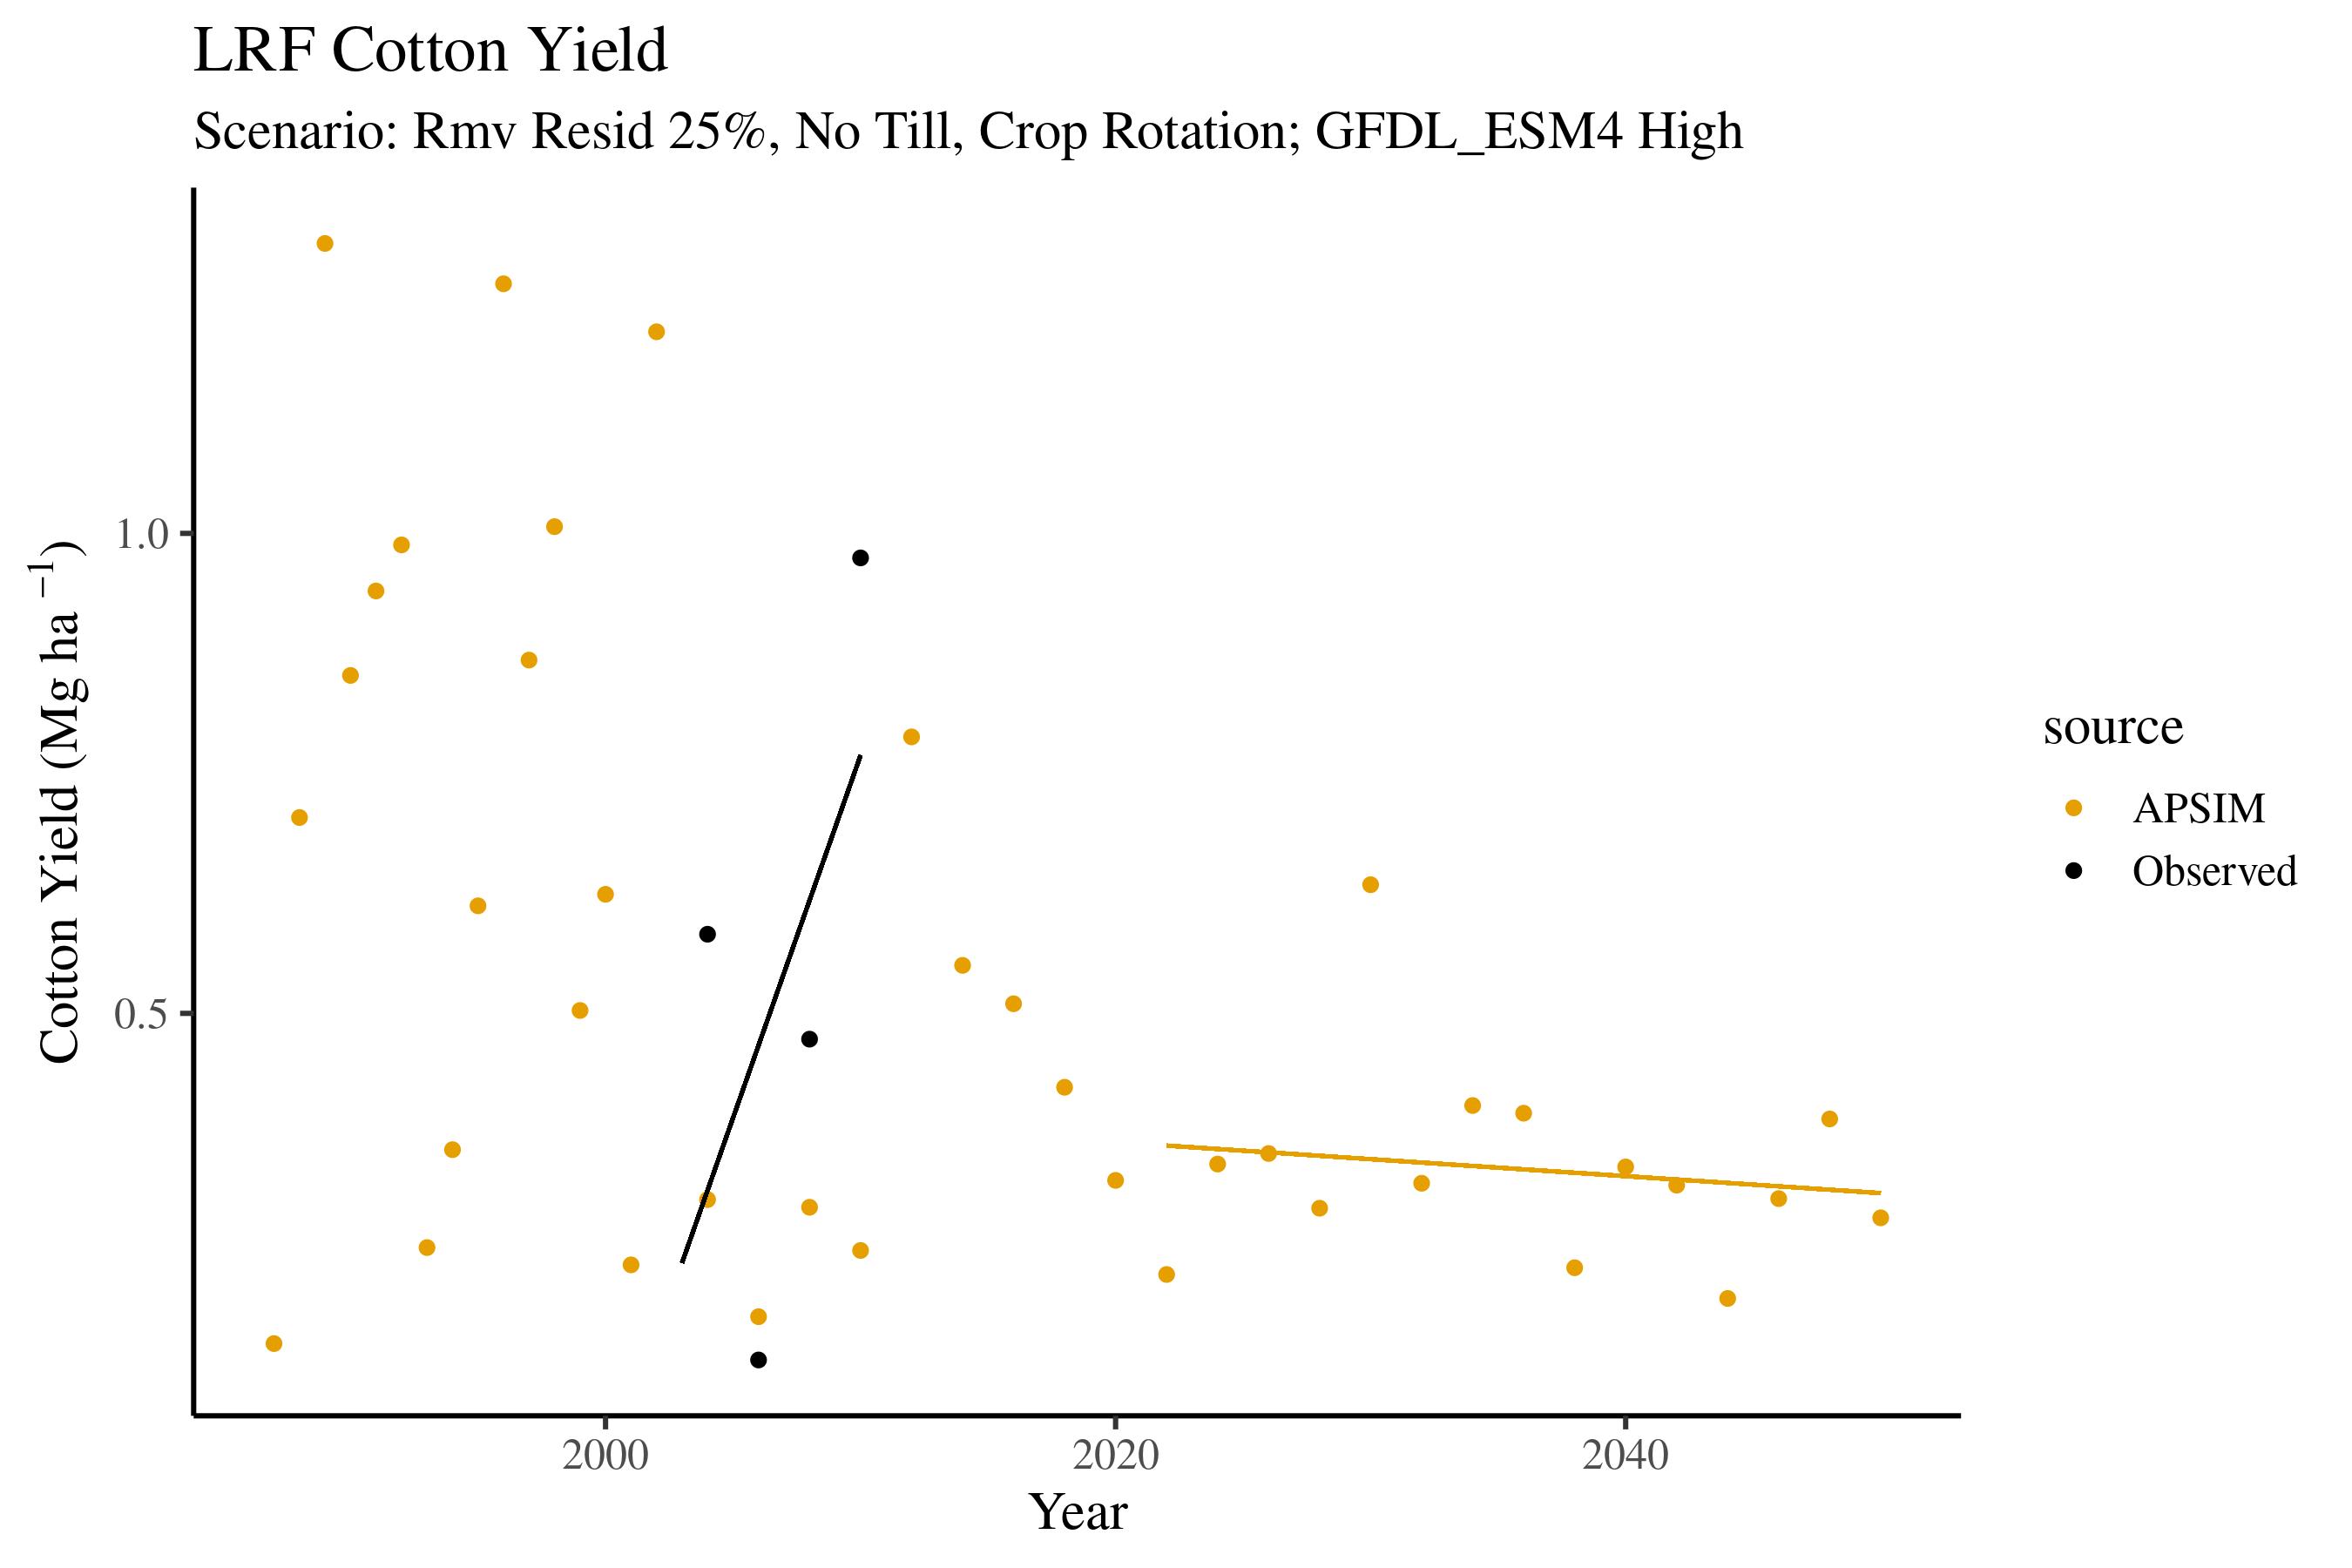 LRF Cotton Yield
Scenario: Rmv Resid 25%, No Till, Crop Rotation; GFDL_ESM4 High
Cotton Yield (Mg ha −1)
1.0
0.5
2000
2020
2040
Year
source
APSIM
Observed